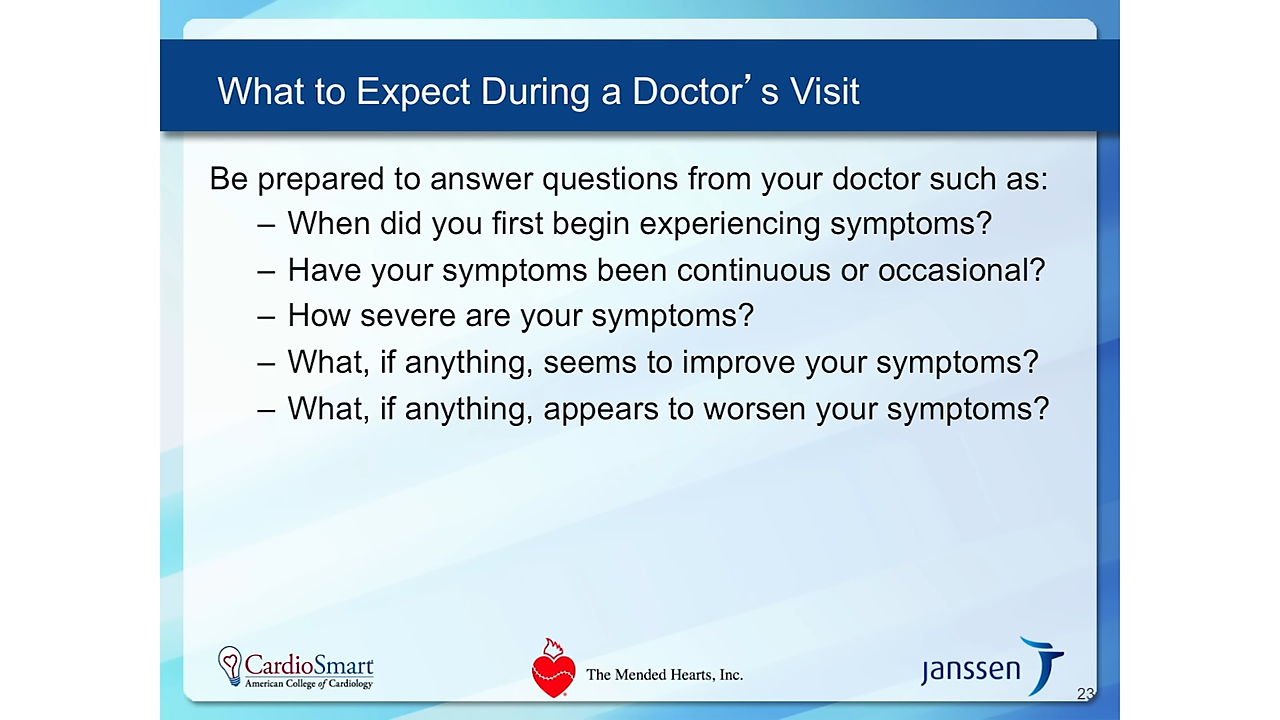 What to Expect During a Doctor’s Visit
Be prepared to answer questions from your doctor such as:
– When did you first begin experiencing symptoms?
– Have your symptoms been continuous or occasional?
– How severe are your symptoms?
– What, if anything, seems to improve your symptoms?
– What, if anything, appears to worsen your symptoms?
CardioSmart
American College of Cardiology
The Mended Hearts, Inc.
janssen
23